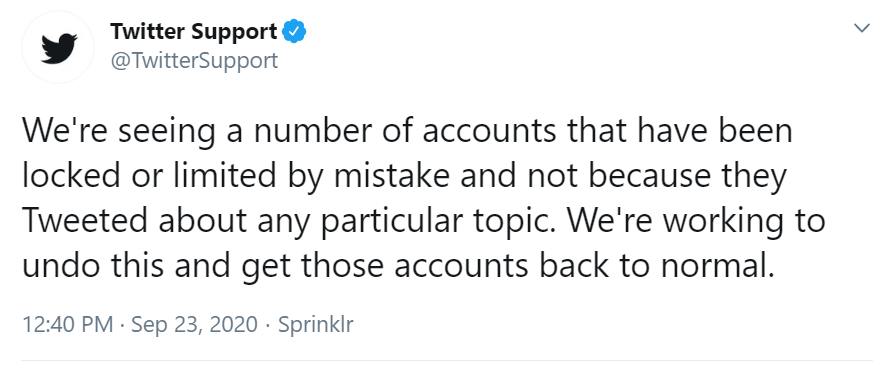 Twitter Support
@TwitterSupport
We're seeing a number of accounts that have been
locked or limited by mistake and not because they
Tweeted about any particular topic. We're working to
undo this and get those accounts back to normal.
12:40 PM · Sep 23, 2020 · Sprinklr